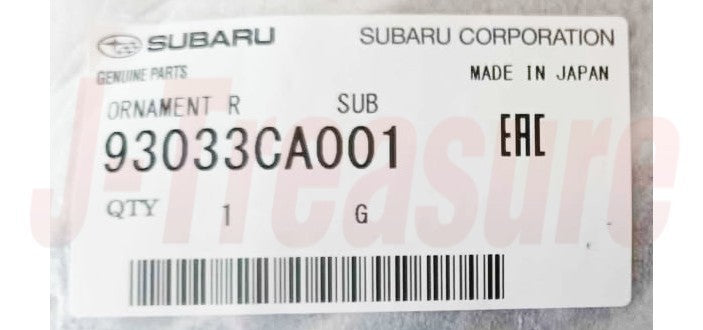 SUBARU SUBARU CORPORATION
GENUINE PARTS MADE IN JAPAN
ORNAMENT R SUB
93033CA001 EAC
QTY 1 G
J-Treasure